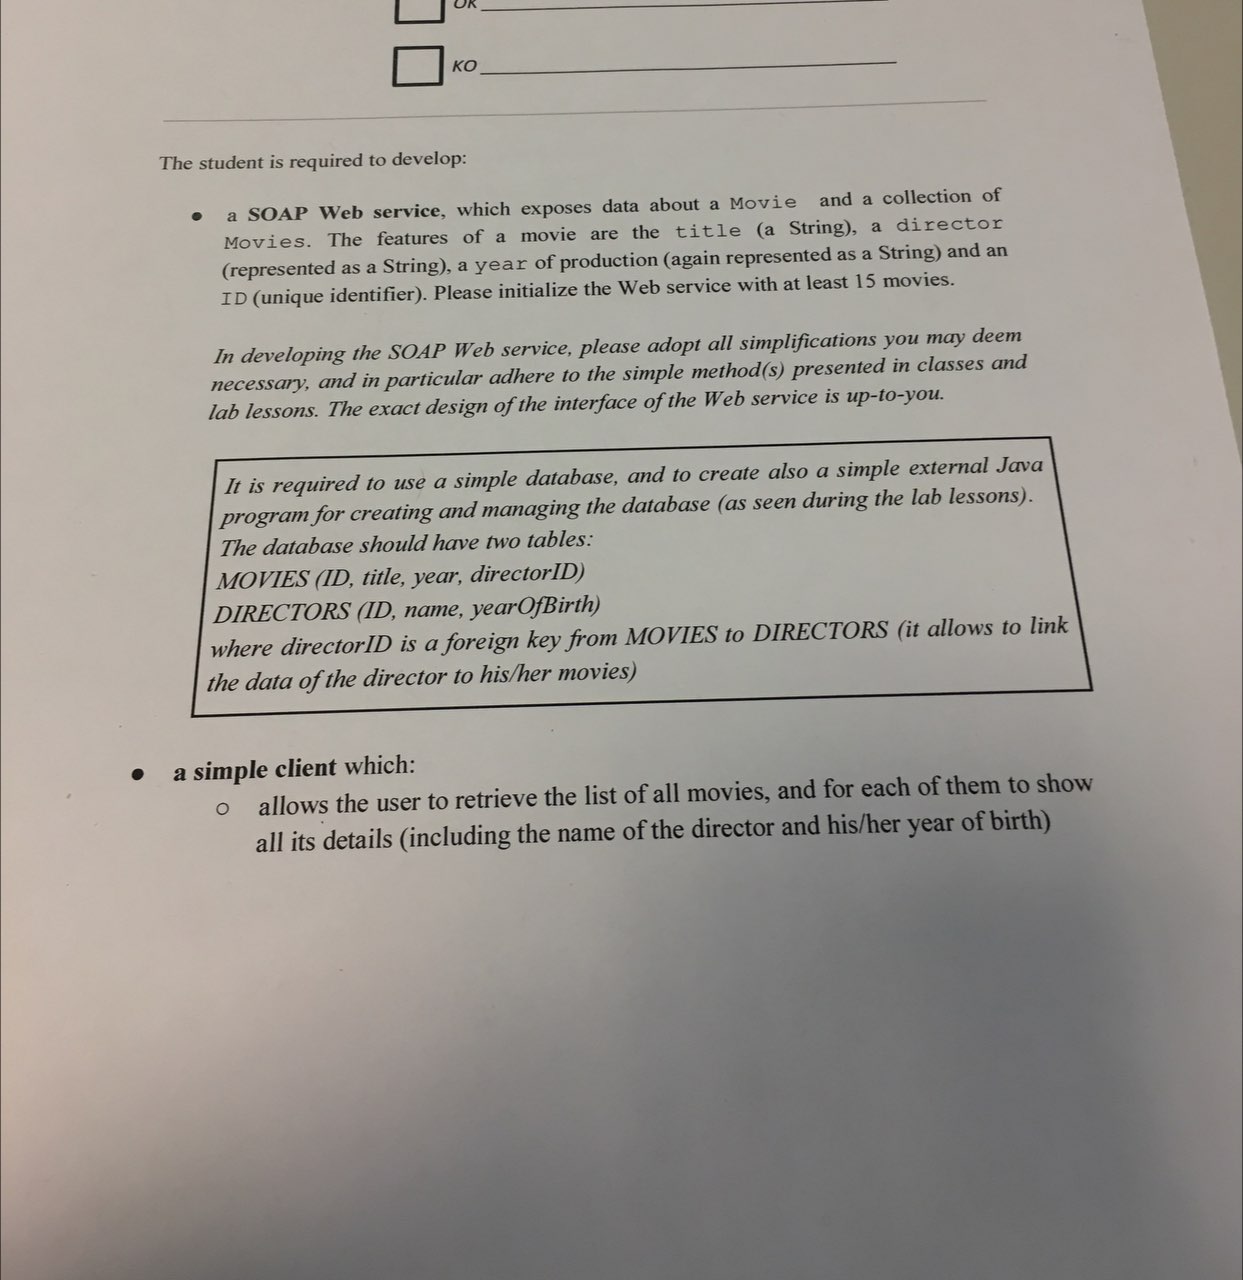 OK
KO
The student is required to develop:
• a SOAP Web service, which exposes data about a Movie and a collection of
Movies. The features of a movie are the title (a String), a director
(represented as a String), a year of production (again represented as a String) and an
ID (unique identifier). Please initialize the Web service with at least 15 movies.
In developing the SOAP Web service, please adopt all simplifications you may deem
necessary, and in particular adhere to the simple method(s) presented in classes and
lab lessons. The exact design of the interface of the Web service is up-to-you.
It is required to use a simple database, and to create also a simple external Java
program for creating and managing the database (as seen during the lab lessons).
The database should have two tables:
MOVIES (ID, title, year, directorID)
DIRECTORS (ID, name, yearOfBirth)
where directorID is a foreign key from MOVIES to DIRECTORS (it allows to link
the data of the director to his/her movies)
• a simple client which:
o allows the user to retrieve the list of all movies, and for each of them to show
all its details (including the name of the director and his/her year of birth)